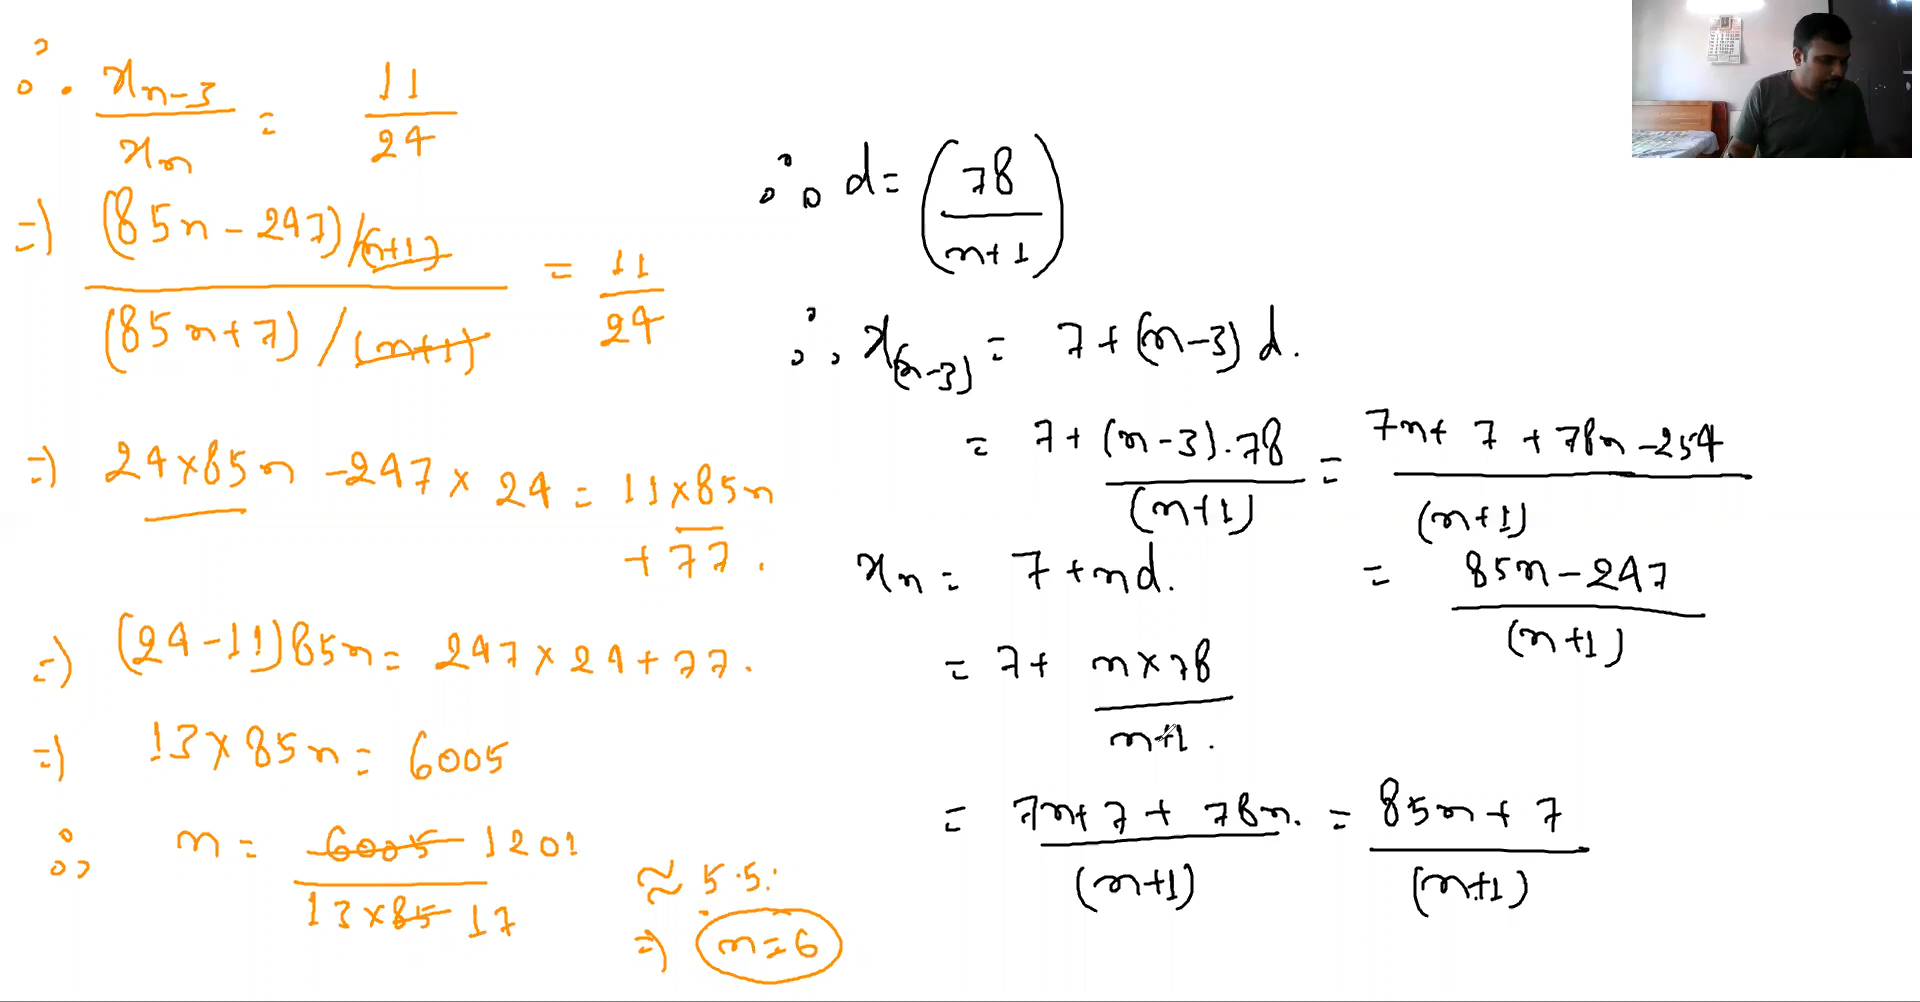 ∴ x_{n-3} / x_n = 11/24
⇒ (85n - 247)/(n+1) / (85n + 7)/(n+1) = 11/24
⇒ 24×85n - 247 × 24 = 11×85n
+ 77.
⇒ (24-11)85n = 247 × 24 + 77.
⇒ 13×85n = 6005
∴ n = 6005 1201 / 13×85 17 ≈ 5.5.
⇒ n=6
∴ d = (78/(n+1))
∴ x_{(n-3)} = 7 + (n-3) d.
= 7 + (n-3).78/(n+1) = 7n + 7 + 78n - 254/(n+1)
= 85n - 247/(n+1)
x_n = 7 + nd.
= 7 + n×78/n+1.
= 7n+7+78n./(n+1) = 85n + 7/(n+1)